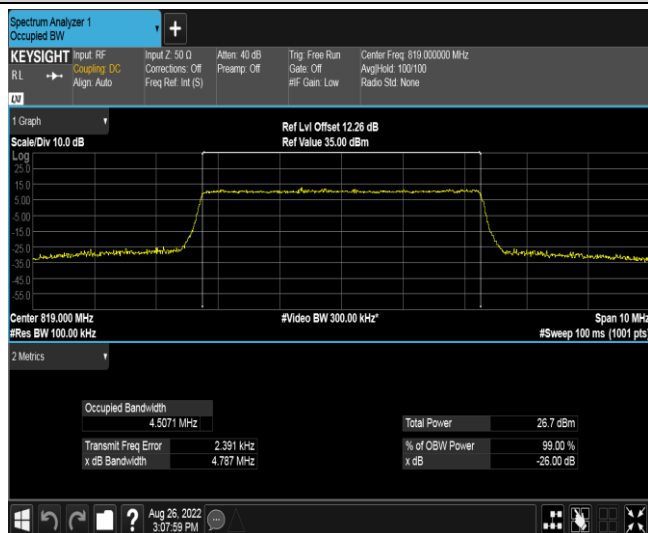 Spectrum Analyzer 1
Occupied BW
KEYSIGHT Input: RF Input Z: 50 Ω Atten: 40 dB Trig: Free Run Center Freq: 819.000000 MHz
RL Coupling: DC Corrections: Off Preamp: Off Gate: Off Avg|Hold: 100/100
Align: Auto Freq Ref: Int (S) #IF Gain: Low Radio Std: None
LXI
1 Graph
Ref Lvl Offset 12.26 dB
Scale/Div 10.0 dB Ref Value 35.00 dBm
Log
25.0
15.0
5.00
-5.00
-15.0
-25.0
-35.0
-45.0
-55.0
Center 819.000 MHz #Video BW 300.00 kHz* Span 10 MHz
#Res BW 100.00 kHz #Sweep 100 ms (1001 pts)
2 Metrics
Occupied Bandwidth
4.5071 MHz Total Power 26.7 dBm
Transmit Freq Error 2.391 kHz % of OBW Power 99.00 %
x dB Bandwidth 4.787 MHz x dB -26.00 dB
? Aug 26, 2022
3:07:59 PM